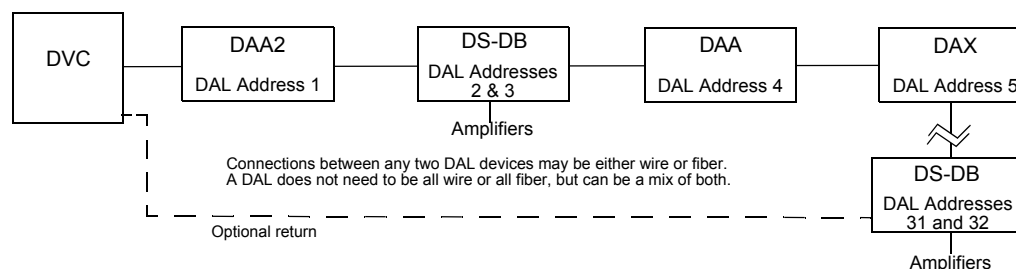 DVC
DAA2
DAL Address 1
DS-DB
DAL Addresses
2 & 3
Amplifiers
DAA
DAL Address 4
DAX
DAL Address 5
Connections between any two DAL devices may be either wire or fiber.
A DAL does not need to be all wire or all fiber, but can be a mix of both.
DS-DB
DAL Addresses
31 and 32
Optional return
Amplifiers